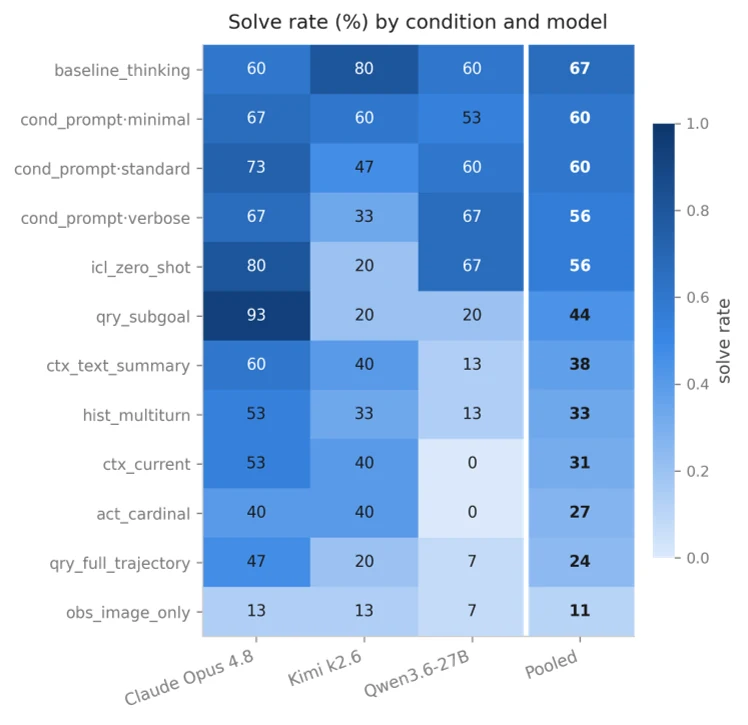 Solve rate (%) by condition and model
baseline_thinking 60 80 60 67
cond_prompt·minimal 67 60 53 60
cond_prompt·standard 73 47 60 60
cond_prompt·verbose 67 33 67 56
icl_zero_shot 80 20 67 56
qry_subgoal 93 20 20 44
ctx_text_summary 60 40 13 38
hist_multiturn 53 33 13 33
ctx_current 53 40 0 31
act_cardinal 40 40 0 27
qry_full_trajectory 47 20 7 24
obs_image_only 13 13 7 11
Claude Opus 4.8 Kimi k2.6 Qwen3.6-27B Pooled
1.0
0.8
0.6
0.4
0.2
0.0
solve rate